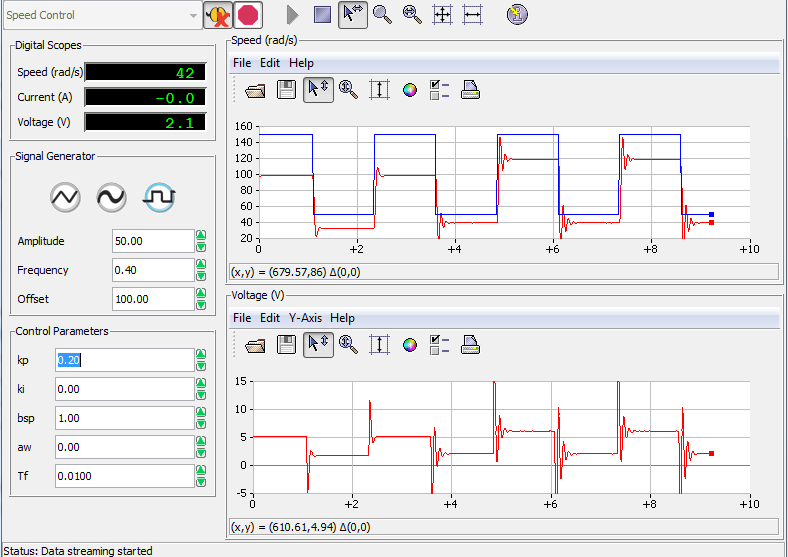 Speed Control
Digital Scopes
Speed (rad/s) 42
Current (A) -0.0
Voltage (V) 2.1
Signal Generator
Amplitude 50.00
Frequency 0.40
Offset 100.00
Control Parameters
kp 0.20
ki 0.00
bsp 1.00
aw 0.00
Tf 0.0100
Speed (rad/s)
File Edit Help
160
140
120
100
80
60
40
20
0 +2 +4 +6 +8 +10
(x,y) = (679.57,86) Δ(0,0)
Voltage (V)
File Edit Y-Axis Help
15
10
5
0
-5
0 +2 +4 +6 +8 +10
(x,y) = (610.61,4.94) Δ(0,0)
Status: Data streaming started